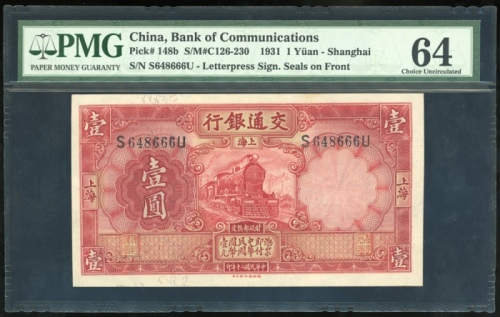 PMG
PAPER MONEY GUARANTY
China, Bank of Communications
Pick# 148b S/M#C126-230 1931 1 Yüan - Shanghai
S/N S648666U - Letterpress Sign. Seals on Front
64
Choice Uncirculated
壹 行銀通交 壹
海上
S648666U S648666U
壹圓
上海 上海
壹 壹